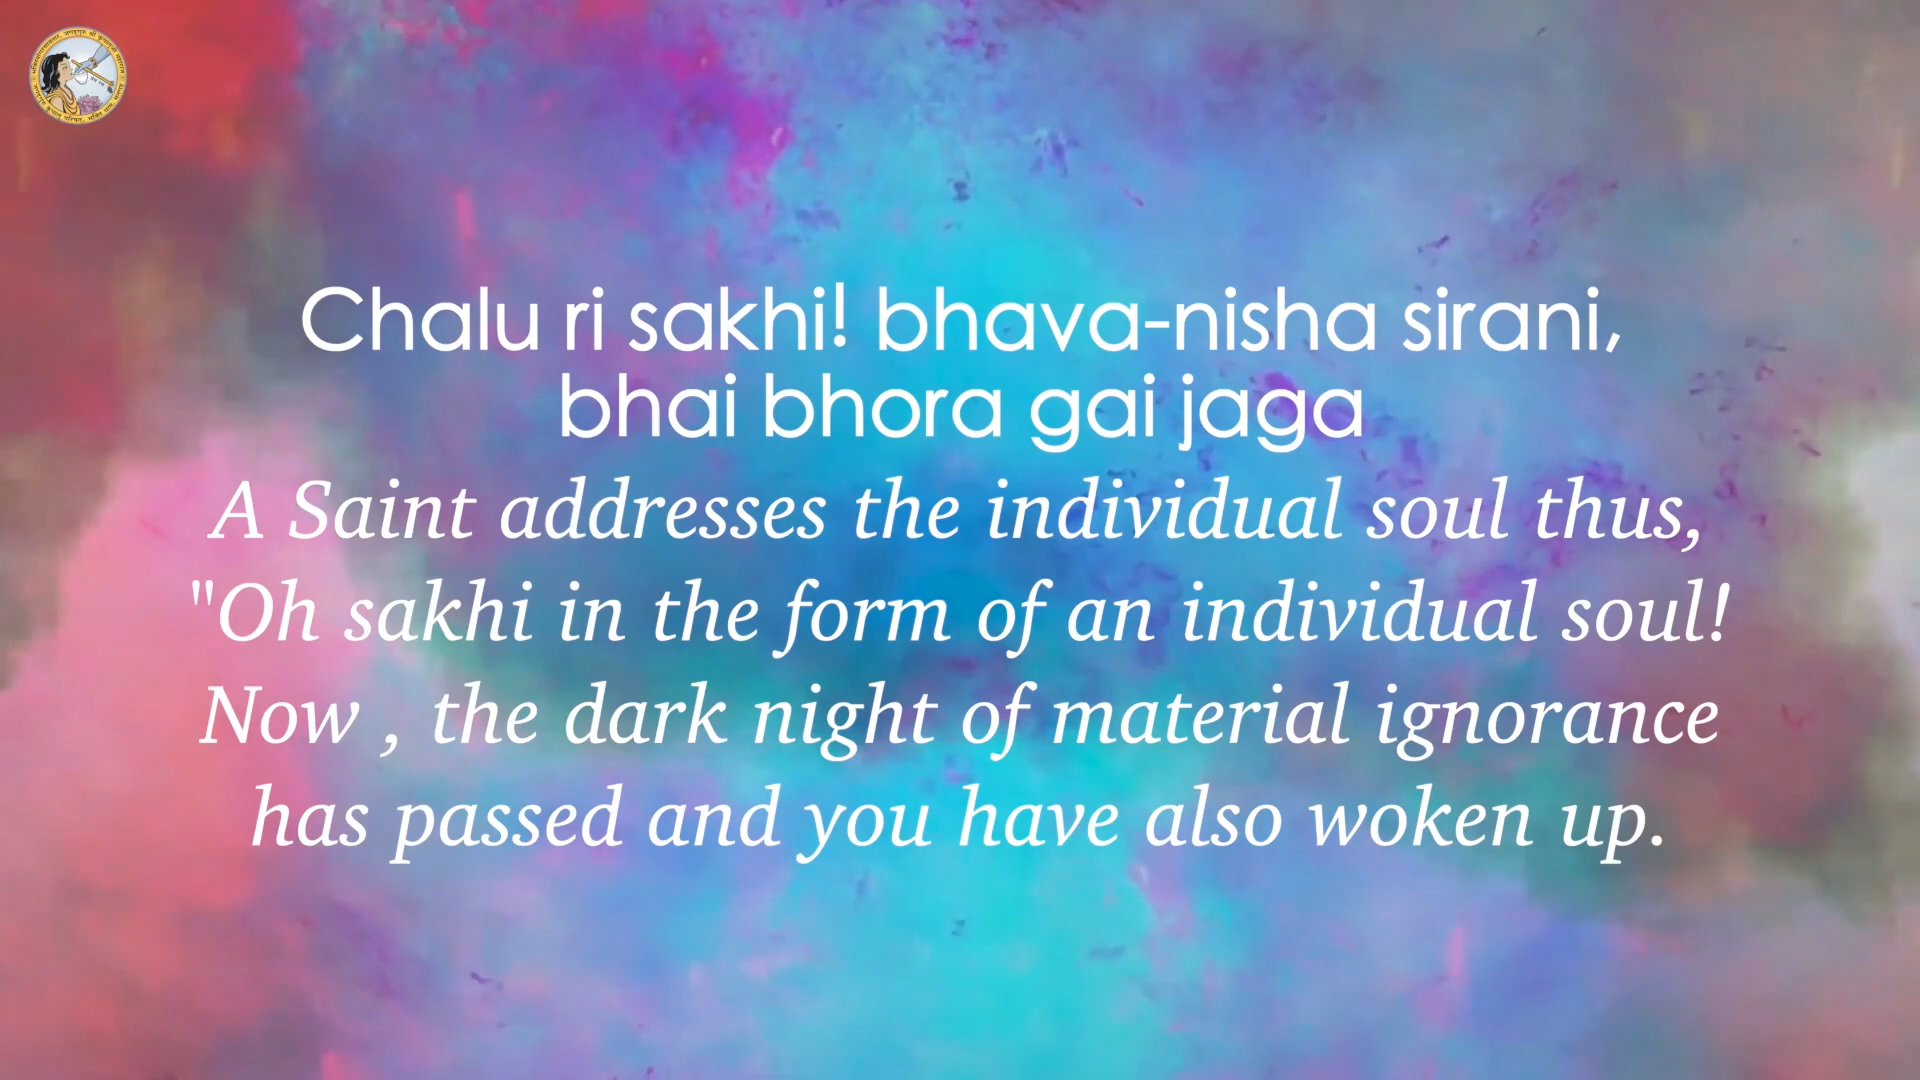 Chalu ri sakhi! bhava-nisha sirani,
bhai bhora gai jaga
A Saint addresses the individual soul thus,
"Oh sakhi in the form of an individual soul!
Now , the dark night of material ignorance
has passed and you have also woken up.